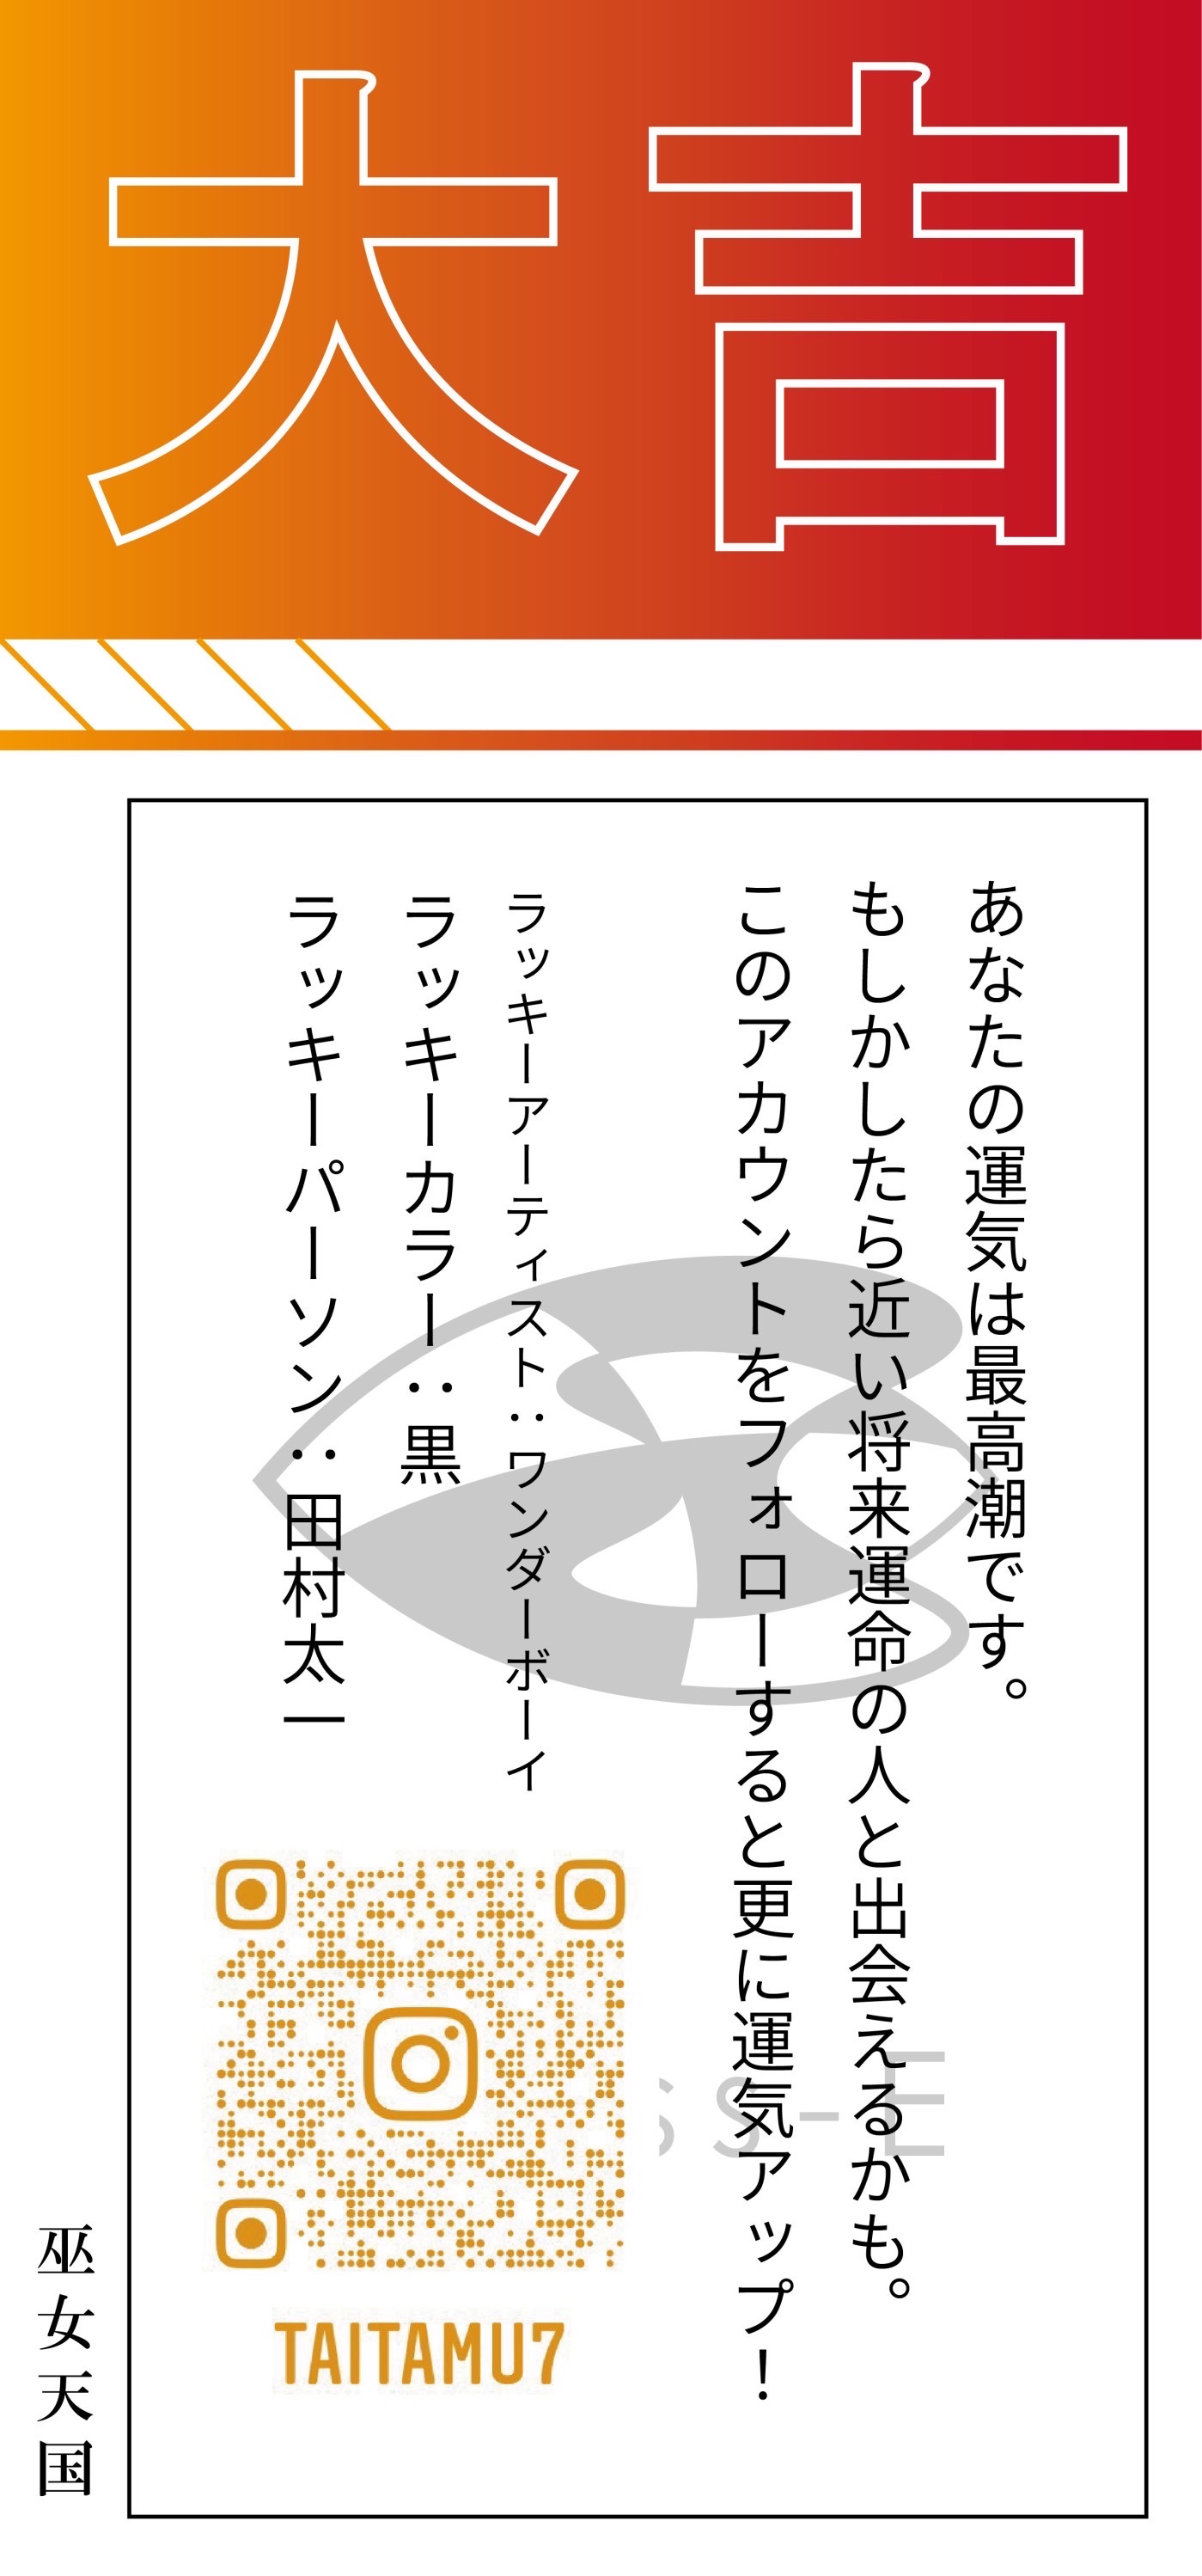 大吉
あなたの運気は最高潮です。
もしかしたら近い将来運命の人と出会えるかも。
このアカウントをフォローすると更に運気アップ！
ラッキーアーティスト：ワンダーボーイ
ラッキーカラー：黒
ラッキーパーソン：田村太一
TAITAMU7
巫女天国